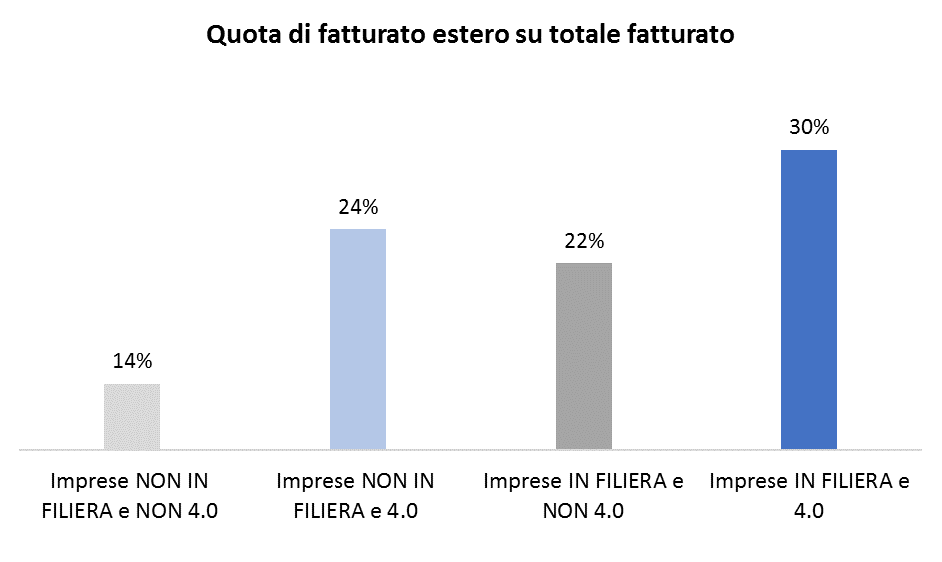 Quota di fatturato estero su totale fatturato
30%
24%
22%
14%
Imprese NON IN
FILIERA e NON 4.0
Imprese NON IN
FILIERA e 4.0
Imprese IN FILIERA e
NON 4.0
Imprese IN FILIERA e
4.0